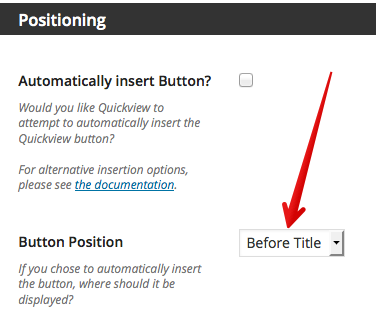 Positioning
Automatically insert Button?
Would you like Quickview to
attempt to automatically insert the
Quickview button?
For alternative insertion options,
please see the documentation.
Button Position
Before Title
If you chose to automatically insert
the button, where should it be
displayed?